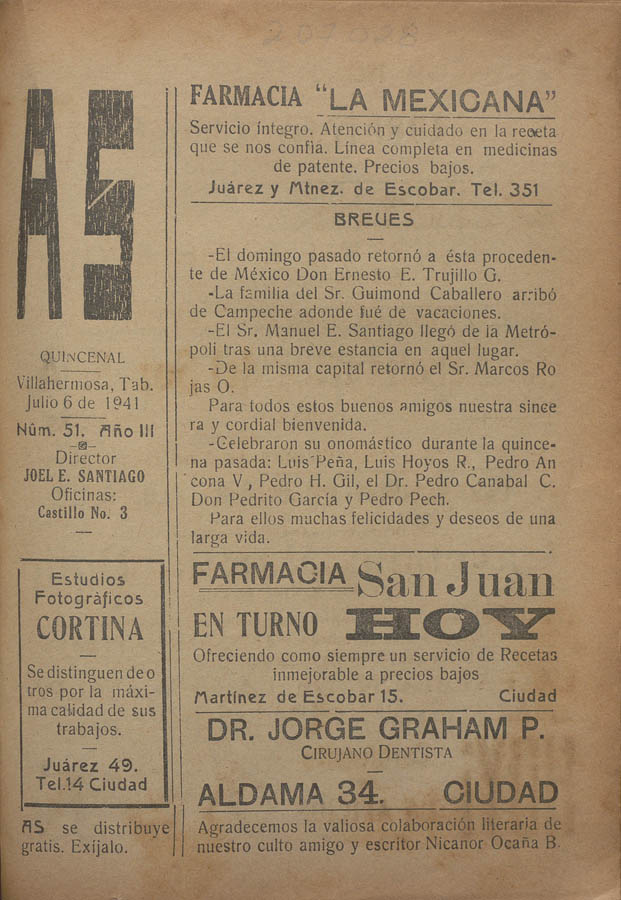 207028
AS
QUINCENAL
Villahermosa, Tab.
Julio 6 de 1941
Núm. 51. Año III
Director
JOEL E. SANTIAGO
Oficinas:
Castillo No. 3
Estudios
Fotográficos
CORTINA
Se distinguen de o
tros por la máxi-
ma calidad de sus
trabajos.
Juárez 49.
Tel.14 Ciudad
AS se distribuye
gratis. Exíjalo.
FARMACIA "LA MEXICANA"
Servicio íntegro. Atención y cuidado en la receta
que se nos confía. Línea completa en medicinas
de patente. Precios bajos.
Juárez y Mtnez. de Escobar. Tel. 351
BREVES
-El domingo pasado retornó a ésta proceden-
te de México Don Ernesto E. Trujillo G.
-La familia del Sr. Guimond Caballero arribó
de Campeche adonde fué de vacaciones.
-El Sr. Manuel E. Santiago llegó de la Metró-
poli tras una breve estancia en aquel lugar.
-De la misma capital retornó el Sr. Marcos Ro
jas O.
Para todos estos buenos amigos nuestra since
ra y cordial bienvenida.
-Celebraron su onomástico durante la quince-
na pasada: Luis Peña, Luis Hoyos R., Pedro An
cona V , Pedro H. Gil, el Dr. Pedro Canabal C.
Don Pedrito García y Pedro Pech.
Para ellos muchas felicidades y deseos de una
larga vida.
FARMACIA San Juan
EN TURNO HOY
Ofreciendo como siempre un servicio de Recetas
inmejorable a precios bajos
Martínez de Escobar 15. Ciudad
DR. JORGE GRAHAM P.
CIRUJANO DENTISTA
ALDAMA 34. CIUDAD
Agradecemos la valiosa colaboración literaria de
nuestro culto amigo y escritor Nicanor Ocaña B.